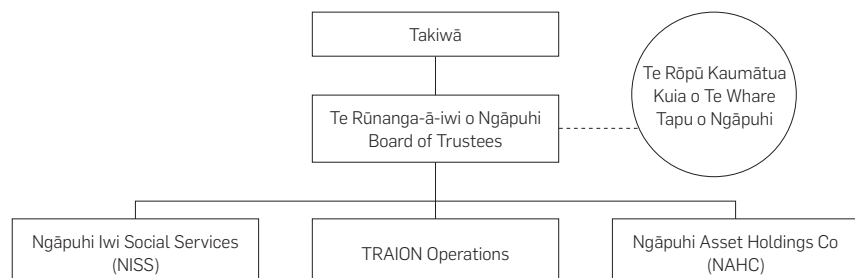 Takiwā
Te Rūnanga-ā-iwi o Ngāpuhi
Board of Trustees
Te Rōpū Kaumātua
Kuia o Te Whare
Tapu o Ngāpuhi
Ngāpuhi Iwi Social Services
(NISS)
TRAION Operations
Ngāpuhi Asset Holdings Co
(NAHC)